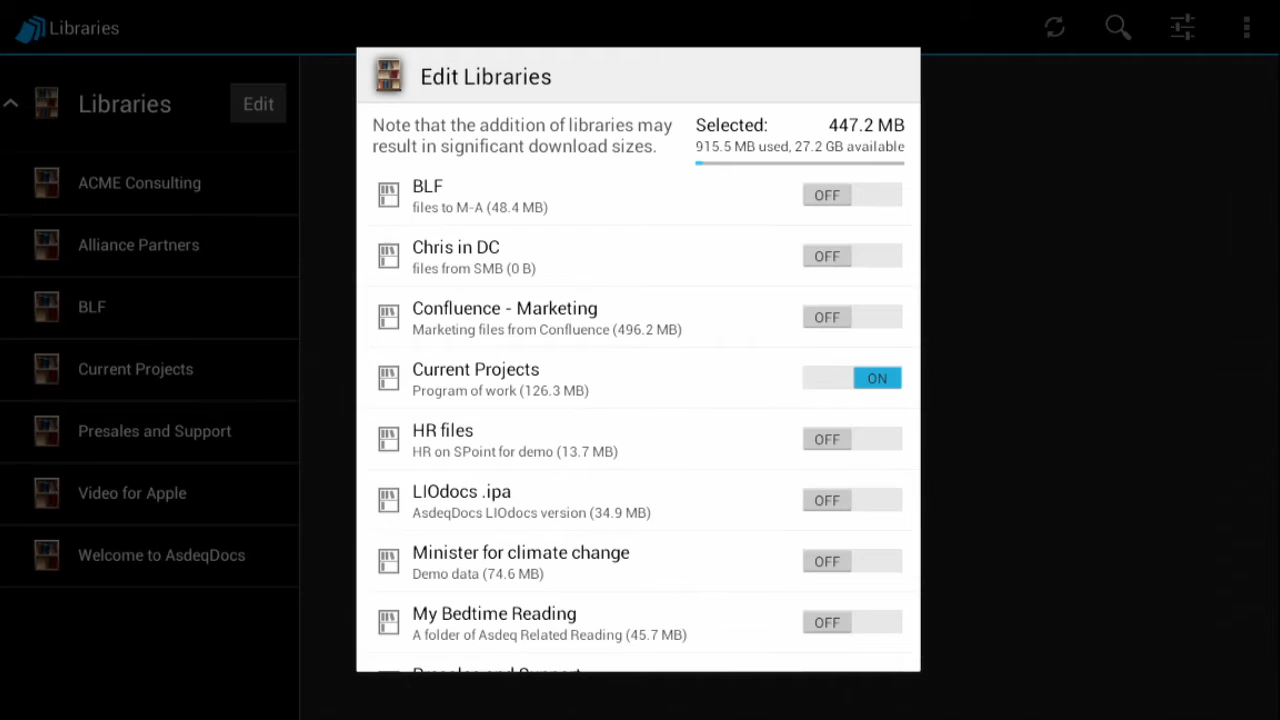 Libraries
Libraries
Edit
ACME Consulting
Alliance Partners
BLF
Current Projects
Presales and Support
Video for Apple
Welcome to AsdeqDocs
Edit Libraries
Note that the addition of libraries may
result in significant download sizes.
Selected: 447.2 MB
915.5 MB used, 27.2 GB available
BLF
files to M-A (48.4 MB)
OFF
Chris in DC
files from SMB (0 B)
OFF
Confluence - Marketing
Marketing files from Confluence (496.2 MB)
OFF
Current Projects
Program of work (126.3 MB)
ON
HR files
HR on SPoint for demo (13.7 MB)
OFF
LIOdocs .ipa
AsdeqDocs LIOdocs version (34.9 MB)
OFF
Minister for climate change
Demo data (74.6 MB)
OFF
My Bedtime Reading
A folder of Asdeq Related Reading (45.7 MB)
OFF
Presales and Support